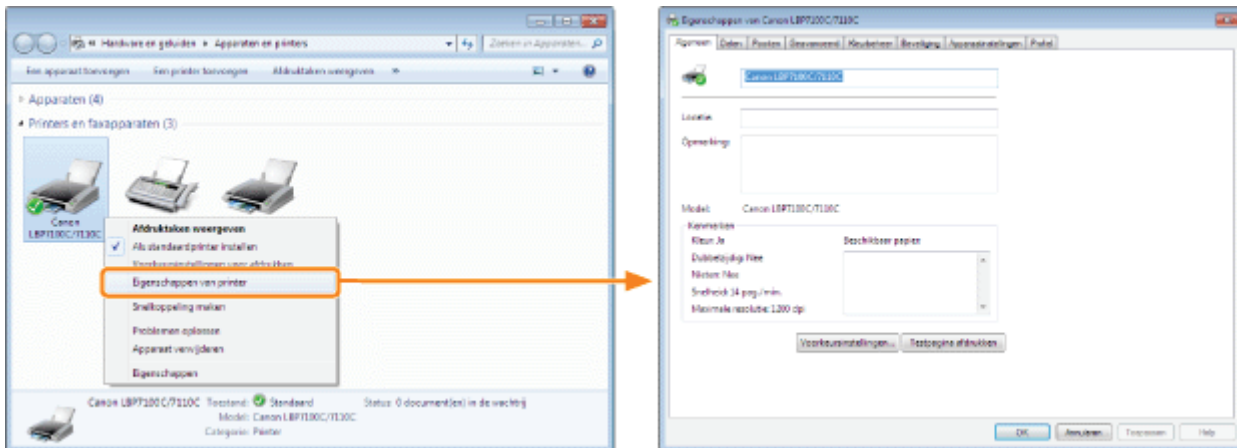 Hardware en geluiden ▸ Apparaten en printers
Zoeken in Apparaten...
Een apparaat toevoegen Een printer toevoegen Afdruktaken weergeven »
Apparaten (4)
Printers en faxapparaten (3)
Canon
LBP7100C/7110C
Afdruktaken weergeven
Als standaardprinter instellen
Voorkeursinstellingen voor afdrukken
Eigenschappen van printer
Snelkoppeling maken
Problemen oplossen
Apparaat verwijderen
Eigenschappen
Canon LBP7100C/7110C Toestand: Standaard Status: 0 document(en) in de wachtrij
Model: Canon LBP7100C/7110C
Categorie: Printer
Eigenschappen van Canon LBP7100C/7110C
Algemeen Delen Poorten Geavanceerd Kleurbeheer Beveiliging Apparaatinstellingen Profiel
Canon LBP7100C/7110C
Locatie:
Opmerking:
Model: Canon LBP7100C/7110C
Kenmerken
Kleur: Ja Beschikbaar papier:
Dubbelzijdig: Nee
Nieten: Nee
Snelheid: 14 pag./min.
Maximale resolutie: 1200 dpi
Voorkeursinstellingen... Testpagina afdrukken
OK Annuleren Toepassen Help